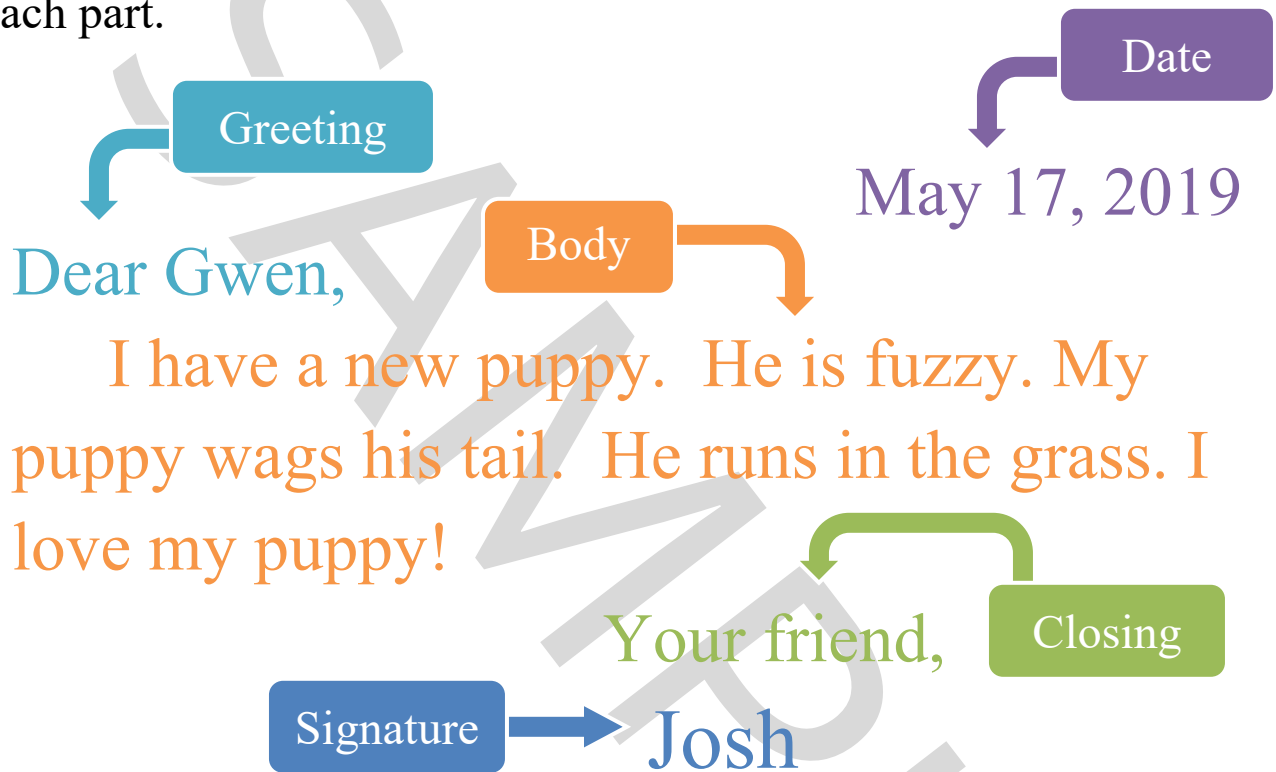 ach part.
Date
Greeting
May 17, 2019
Body
Dear Gwen,
I have a new puppy.  He is fuzzy. My
puppy wags his tail.  He runs in the grass. I
love my puppy!
Your friend,
Closing
Signature
Josh
SAMP